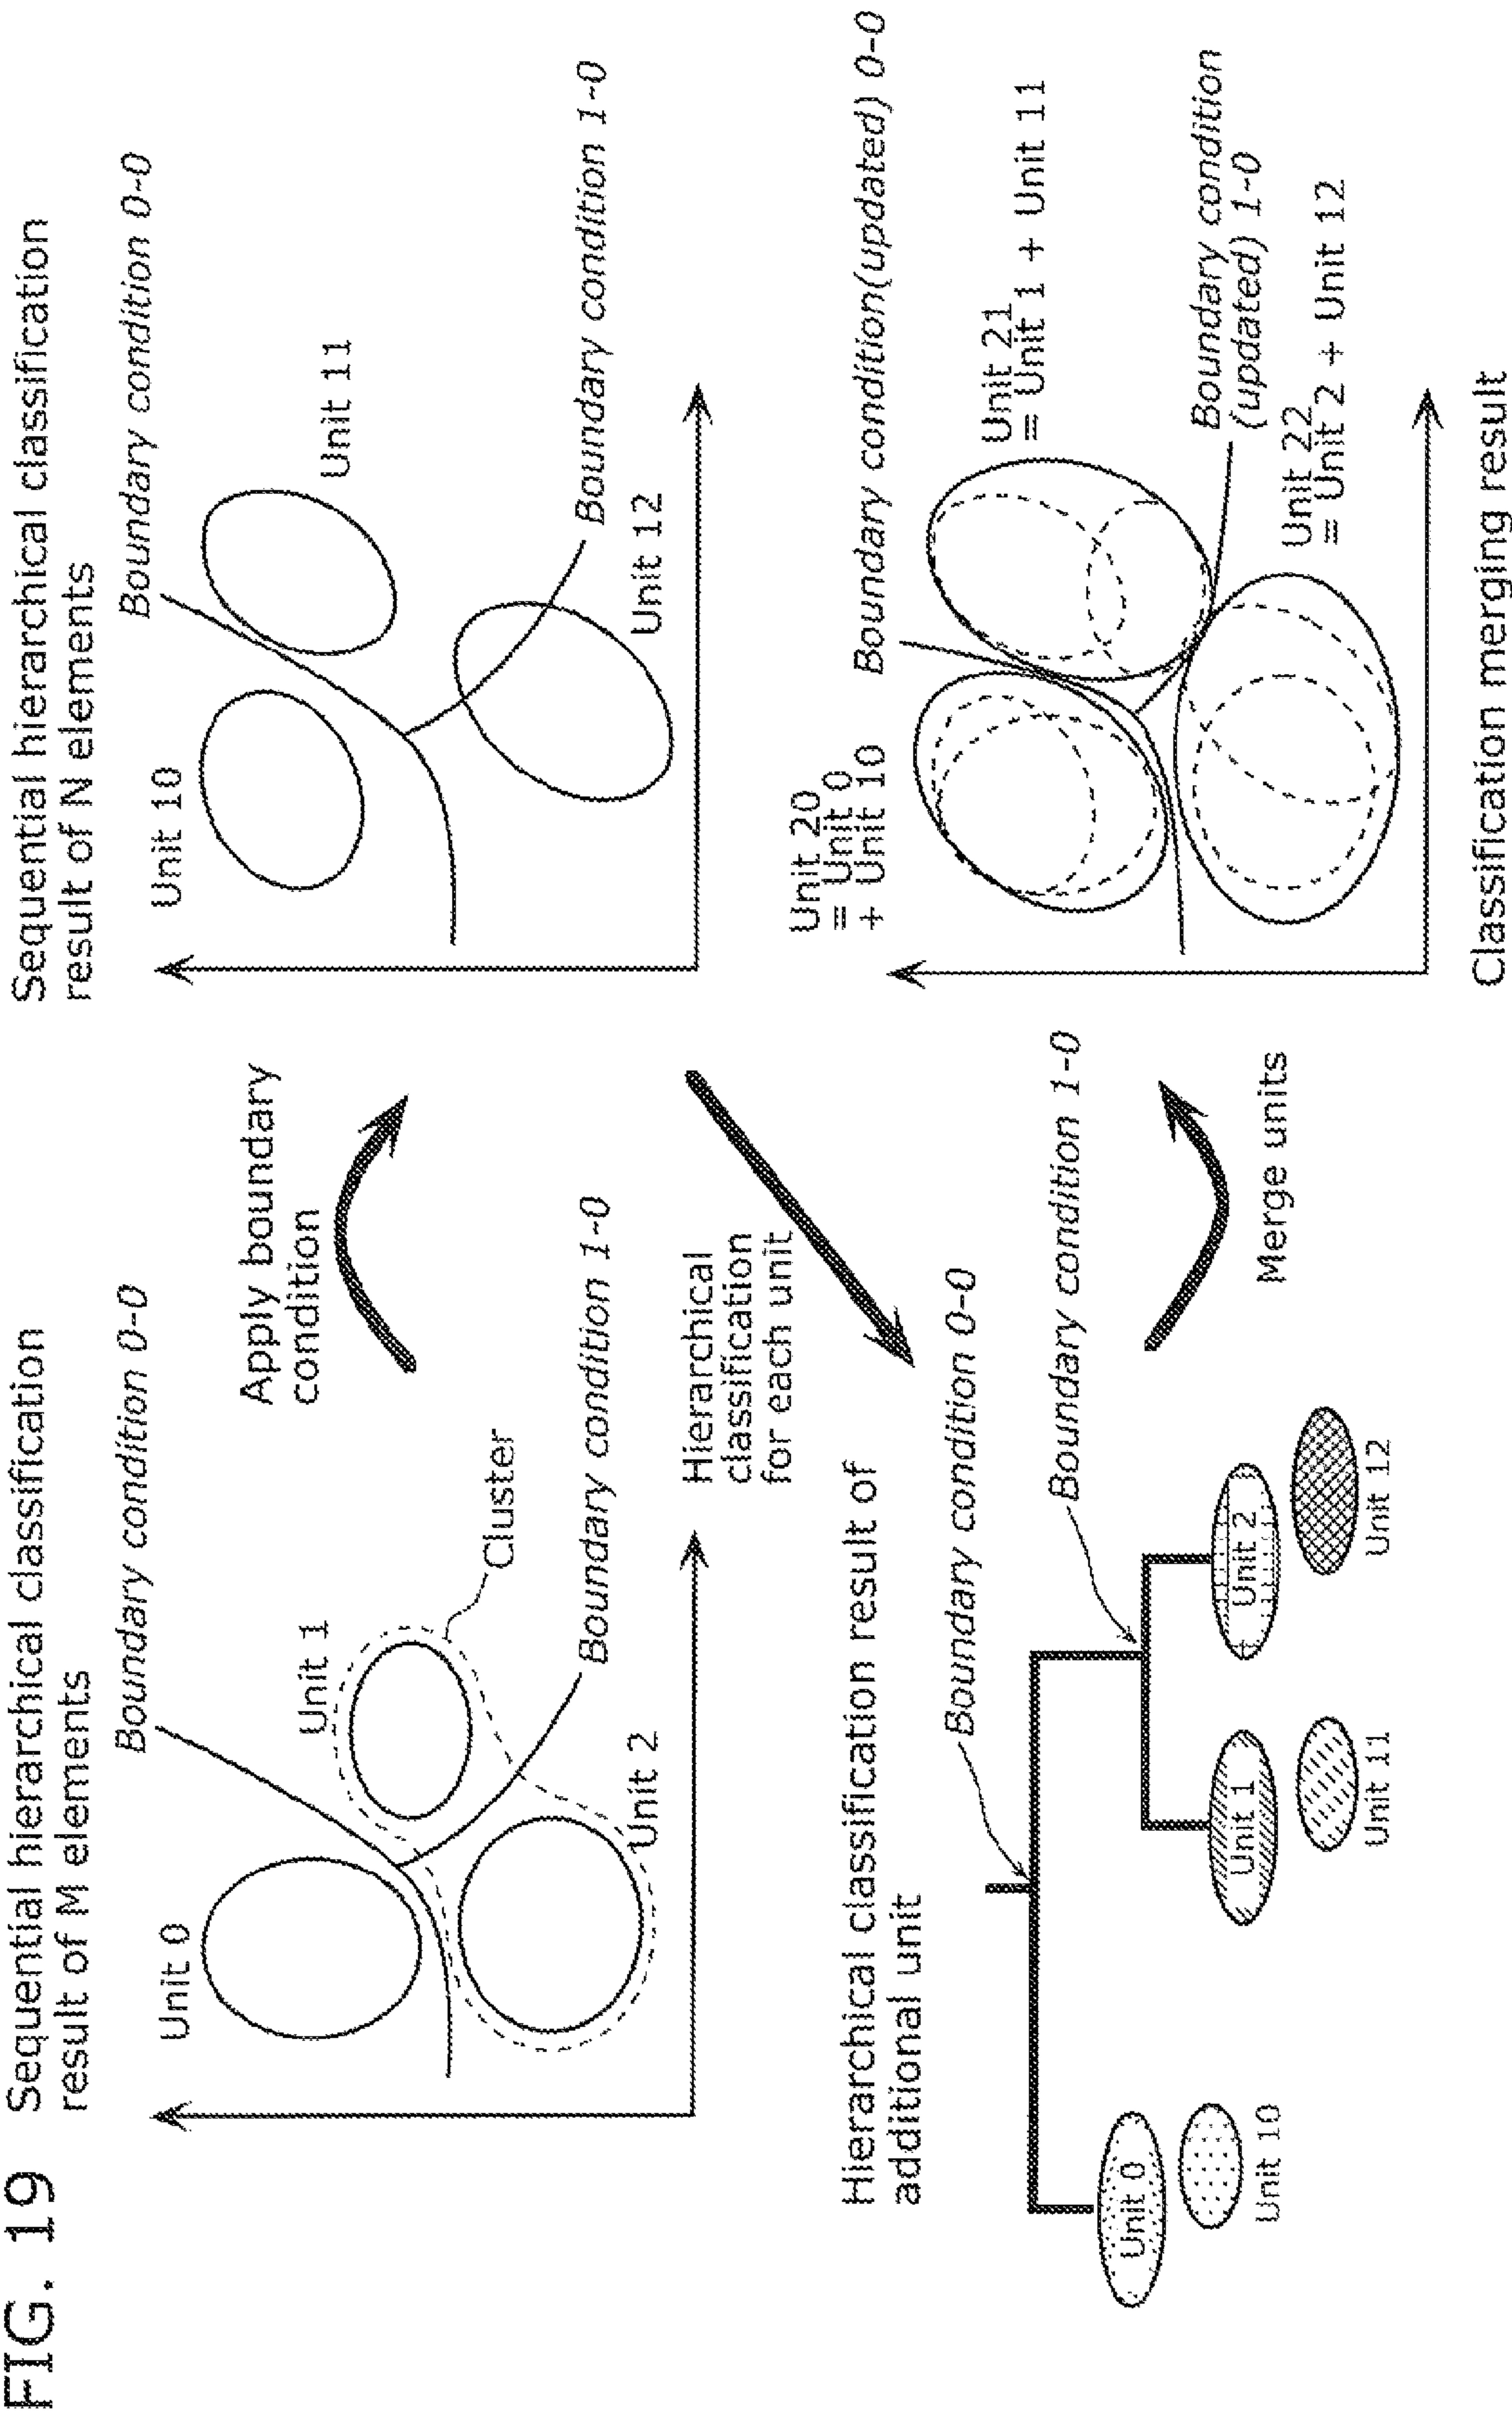 FIG. 19
Sequential hierarchical classification
result of M elements
Boundary condition 0-0
Unit 0
Unit 1
Cluster
Boundary condition 1-0
Unit 2
Apply boundary
condition
Sequential hierarchical classification
result of N elements
Boundary condition 0-0
Unit 10
Unit 11
Boundary condition 1-0
Unit 12
Hierarchical
classification
for each unit
Hierarchical classification result of
additional unit
Boundary condition 0-0
Boundary condition 1-0
Unit 0
Unit 10
Unit 1
Unit 11
Unit 2
Unit 12
Merge units
Unit 20
= Unit 0
+ Unit 10
Boundary condition(updated) 0-0
Unit 21
= Unit 1 + Unit 11
Boundary condition
(updated) 1-0
Unit 22
= Unit 2 + Unit 12
Classification merging result